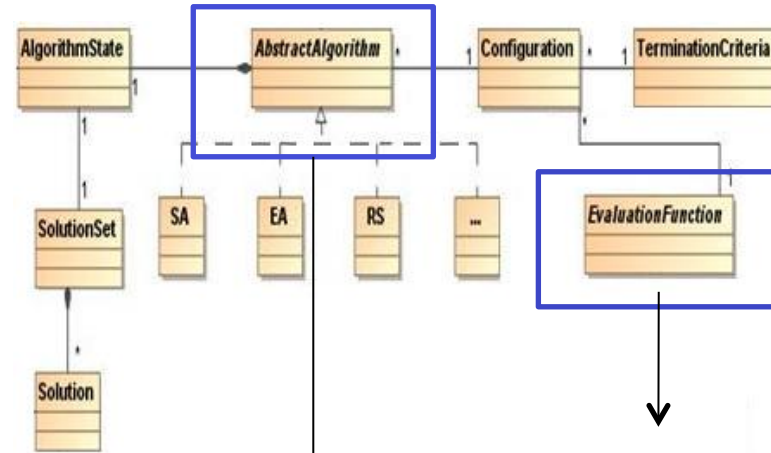 AlgorithmState
AbstractAlgorithm
Configuration
TerminationCriteria
*
1
*
1
1
1
*
1
1
SA
EA
RS
...
EvaluationFunction
SolutionSet
*
Solution